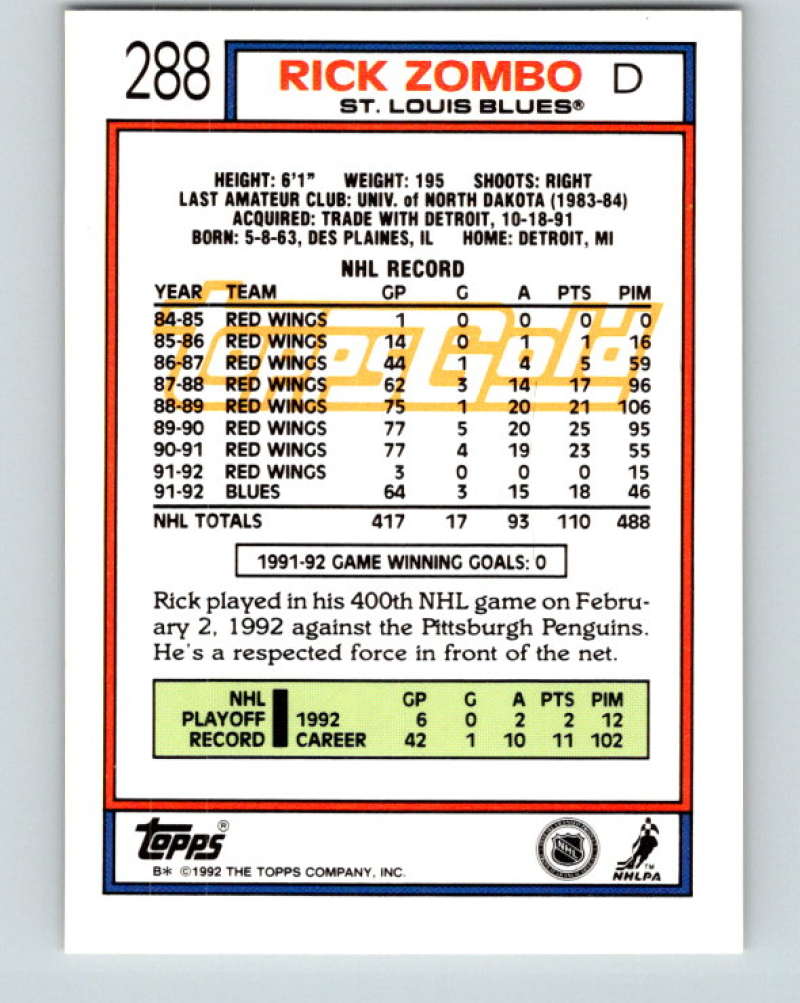 288 RICK ZOMBO D
ST. LOUIS BLUES®
HEIGHT: 6'1" WEIGHT: 195 SHOOTS: RIGHT
LAST AMATEUR CLUB: UNIV. of NORTH DAKOTA (1983-84)
ACQUIRED: TRADE WITH DETROIT, 10-18-91
BORN: 5-8-63, DES PLAINES, IL HOME: DETROIT, MI
NHL RECORD
YEAR TEAM GP G A PTS PIM
84-85 RED WINGS 1 0 0 0 0
85-86 RED WINGS 14 0 1 1 16
86-87 RED WINGS 44 1 4 5 59
87-88 RED WINGS 62 3 14 17 96
88-89 RED WINGS 75 1 20 21 106
89-90 RED WINGS 77 5 20 25 95
90-91 RED WINGS 77 4 19 23 55
91-92 RED WINGS 3 0 0 0 15
91-92 BLUES 64 3 15 18 46
NHL TOTALS 417 17 93 110 488
topps Gold
1991-92 GAME WINNING GOALS: 0
Rick played in his 400th NHL game on Febru-
ary 2, 1992 against the Pittsburgh Penguins.
He's a respected force in front of the net.
NHL GP G A PTS PIM
PLAYOFF 1992 6 0 2 2 12
RECORD CAREER 42 1 10 11 102
topps®
B* ©1992 THE TOPPS COMPANY, INC.
NHL
TM
NHLPA